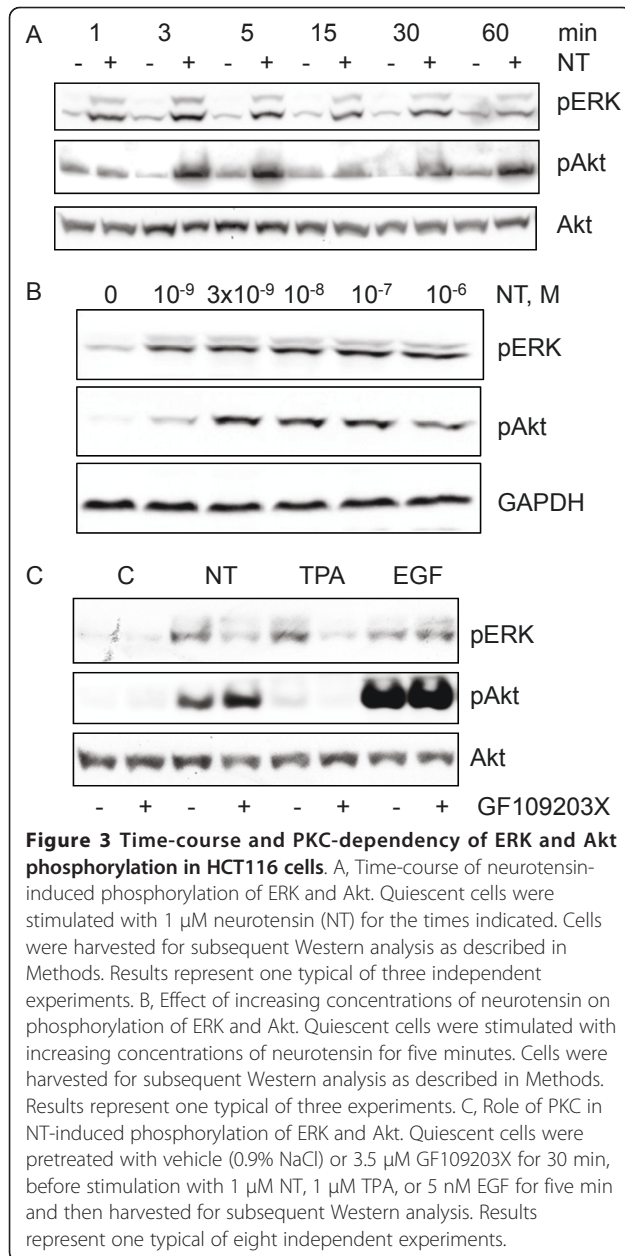 A 1 3 5 15 30 60 min
- + - + - + - + - + - + NT
pERK
pAkt
Akt
B 0 10⁻⁹ 3x10⁻⁹ 10⁻⁸ 10⁻⁷ 10⁻⁶ NT, M
pERK
pAkt
GAPDH
C C NT TPA EGF
pERK
pAkt
Akt
- + - + - + - + GF109203X
Figure 3 Time-course and PKC-dependency of ERK and Akt
phosphorylation in HCT116 cells. A, Time-course of neurotensin-
induced phosphorylation of ERK and Akt. Quiescent cells were
stimulated with 1 μM neurotensin (NT) for the times indicated. Cells
were harvested for subsequent Western analysis as described in
Methods. Results represent one typical of three independent
experiments. B, Effect of increasing concentrations of neurotensin on
phosphorylation of ERK and Akt. Quiescent cells were stimulated with
increasing concentrations of neurotensin for five minutes. Cells were
harvested for subsequent Western analysis as described in Methods.
Results represent one typical of three experiments. C, Role of PKC in
NT-induced phosphorylation of ERK and Akt. Quiescent cells were
pretreated with vehicle (0.9% NaCl) or 3.5 μM GF109203X for 30 min,
before stimulation with 1 μM NT, 1 μM TPA, or 5 nM EGF for five min
and then harvested for subsequent Western analysis. Results
represent one typical of eight independent experiments.